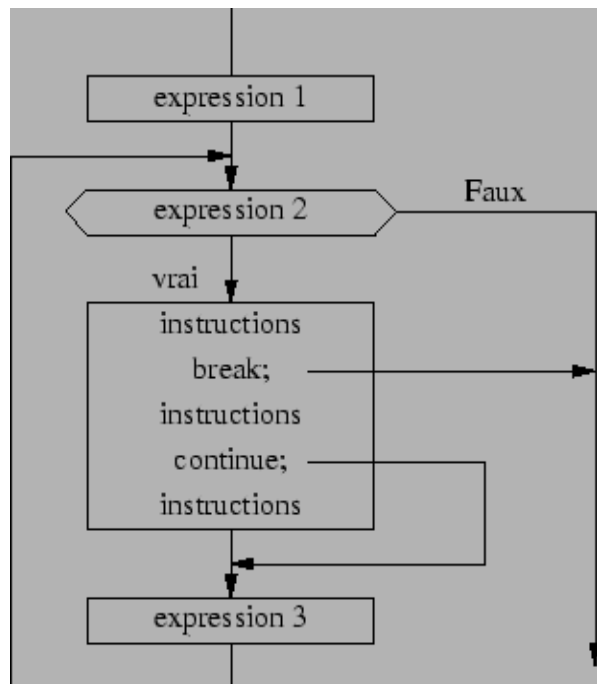 expression 1
expression 2
Faux
vrai
instructions
break;
instructions
continue;
instructions
expression 3